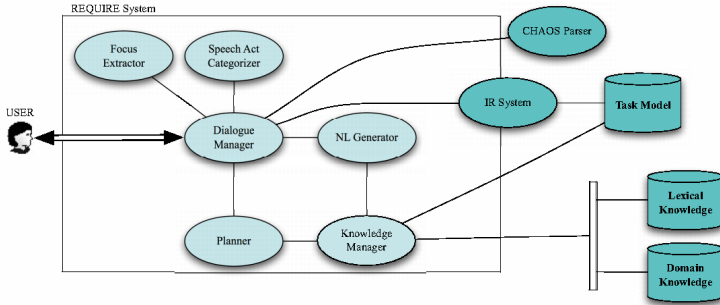 REQUIRE System
CHAOS Parser
Focus
Extractor
Speech Act
Categorizer
USER
IR System
Task Model
Dialogue
Manager
NL Generator
Lexical
Knowledge
Planner
Knowledge
Manager
Domain
Knowledge